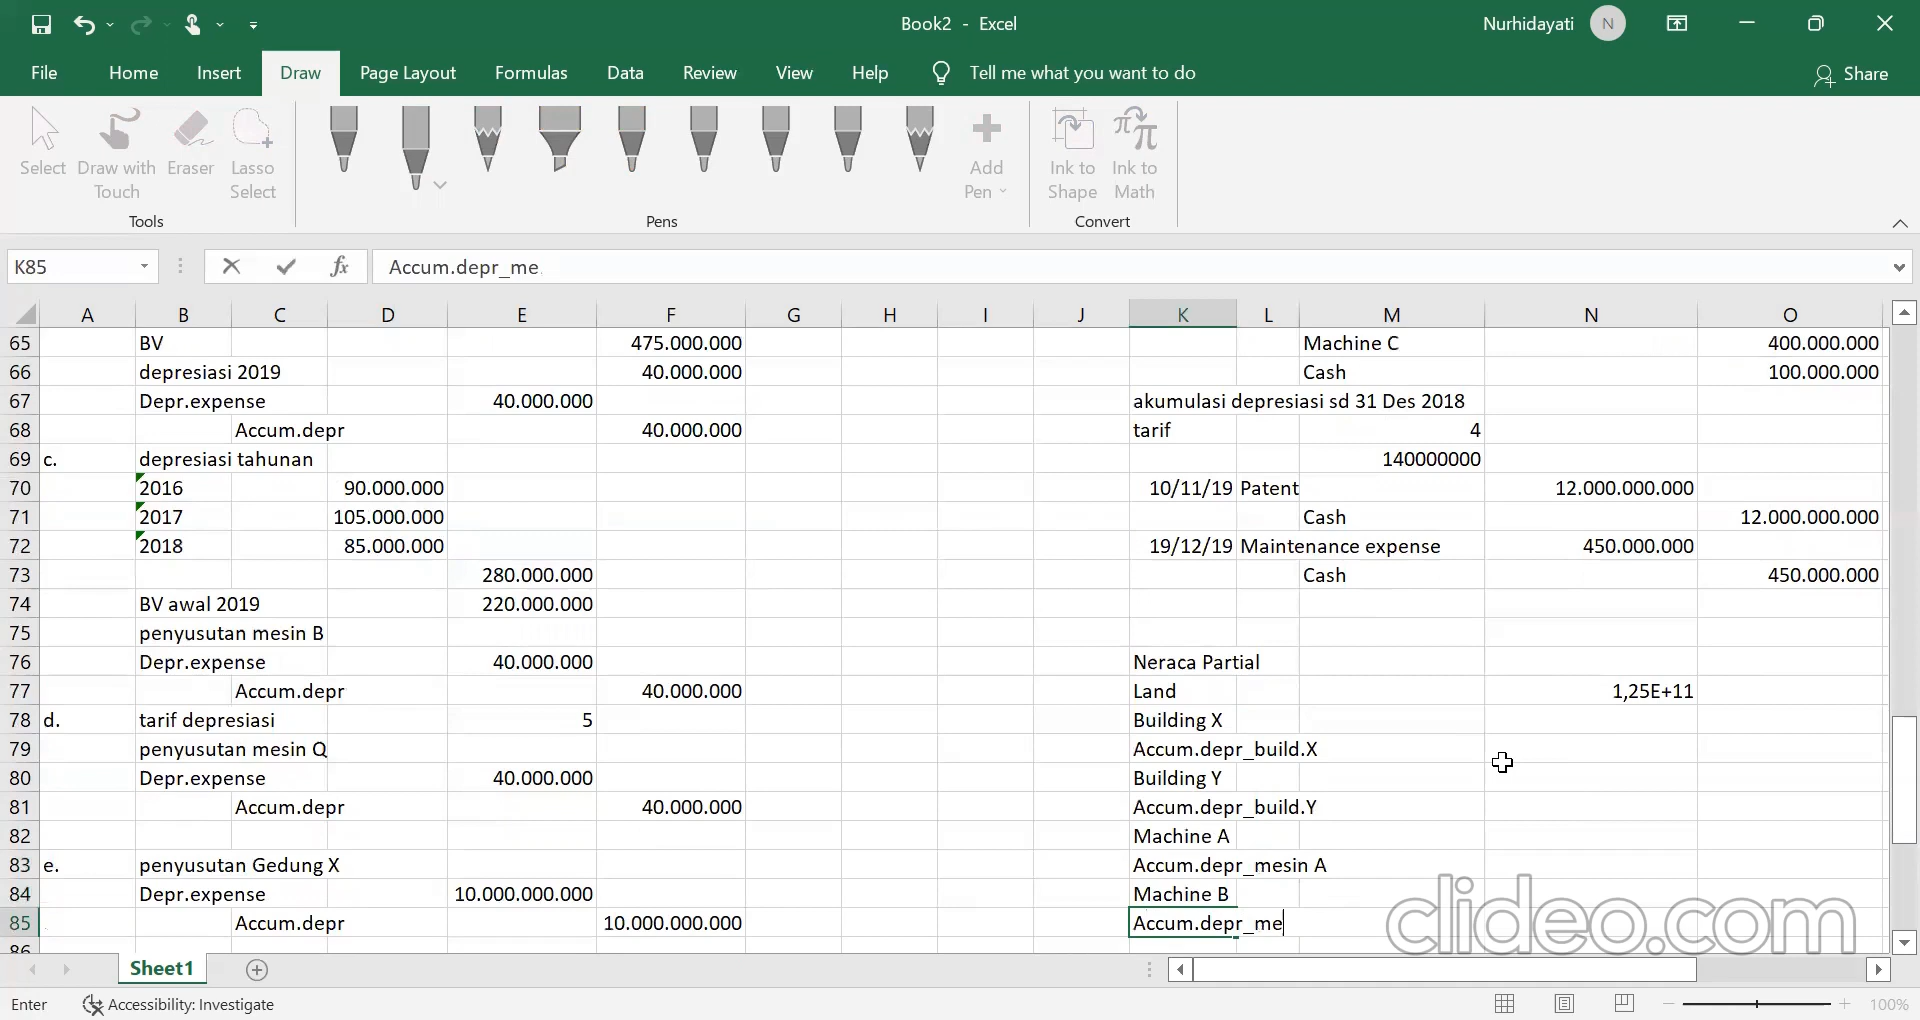 Book2 - Excel
Nurhidayati N
File Home Insert Draw Page Layout Formulas Data Review View Help Tell me what you want to do Share
Select Draw with Touch Eraser Lasso Select
Add Pen
Ink to Shape Ink to Math
Tools Pens Convert
K85 fx Accum.depr_me
A B C D E F G H I J K L M N O
65 BV 475.000.000 Machine C 400.000.000
66 depresiasi 2019 40.000.000 Cash 100.000.000
67 Depr.expense 40.000.000 akumulasi depresiasi sd 31 Des 2018
68 Accum.depr 40.000.000 tarif 4
69 c. depresiasi tahunan 140000000
70 2016 90.000.000 10/11/19 Patent 12.000.000.000
71 2017 105.000.000 Cash 12.000.000.000
72 2018 85.000.000 19/12/19 Maintenance expense 450.000.000
73 280.000.000 Cash 450.000.000
74 BV awal 2019 220.000.000
75 penyusutan mesin B
76 Depr.expense 40.000.000 Neraca Partial
77 Accum.depr 40.000.000 Land 1,25E+11
78 d. tarif depresiasi 5 Building X
79 penyusutan mesin Q Accum.depr_build.X
80 Depr.expense 40.000.000 Building Y
81 Accum.depr 40.000.000 Accum.depr_build.Y
82 Machine A
83 e. penyusutan Gedung X Accum.depr_mesin A
84 Depr.expense 10.000.000.000 Machine B
85 Accum.depr 10.000.000.000 Accum.depr_me
86
clideo.com
Sheet1
Enter Accessibility: Investigate 100%